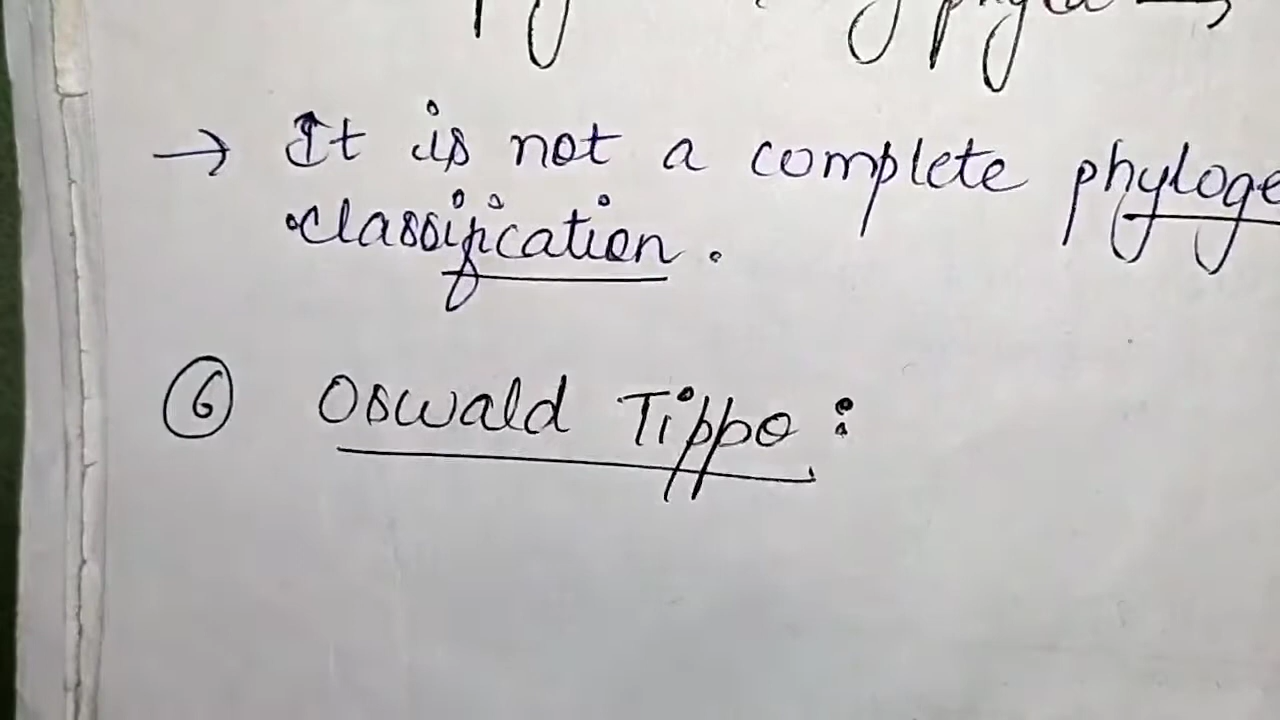 → It is not a complete phyloge
classification.
⑥ Oswald Tippo: